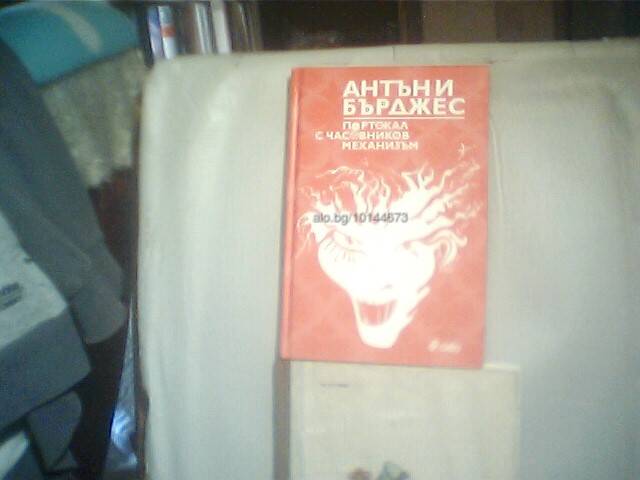 АНТЪНИ
БЪРДЖЕС
ПОРТОКАЛ
С ЧАСОВНИКОВ
МЕХАНИЗЪМ
alo.bg/10144673